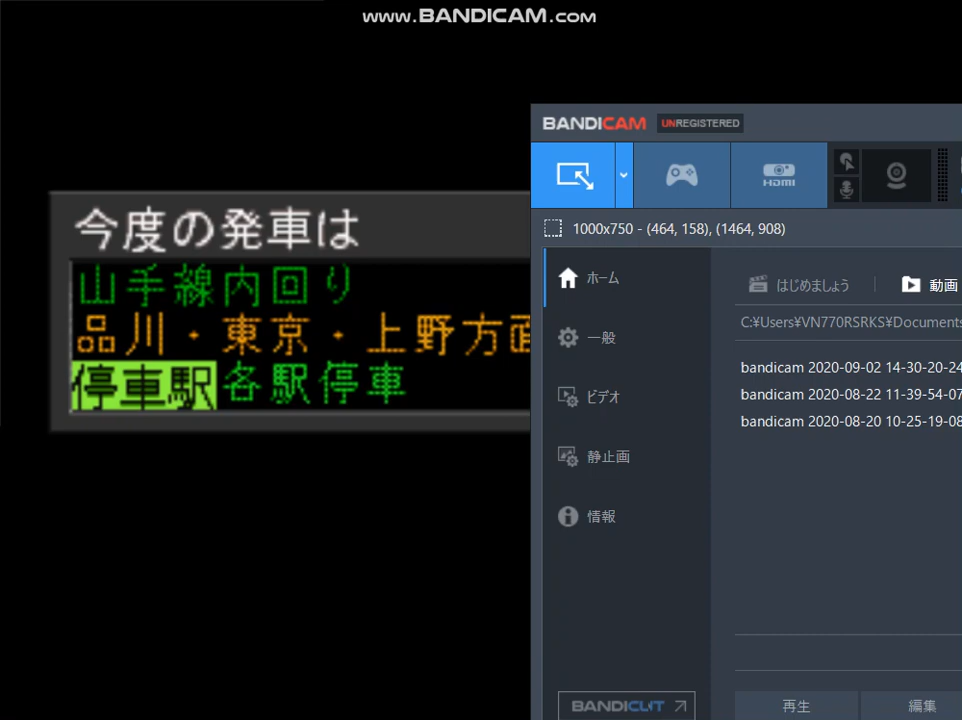 www.BANDICAM.com
今度の発車は
山手線内回り
品川・東京・上野方
停車駅 各駅停車
BANDICAM UNREGISTERED
HDMI
1000x750 - (464, 158), (1464, 908)
ホーム
一般
ビデオ
静止画
情報
BANDICUT
はじめましょう
動画
C:¥Users¥VN770RSRKS¥Documents
bandicam 2020-09-02 14-30-20-24
bandicam 2020-08-22 11-39-54-07
bandicam 2020-08-20 10-25-19-08
再生
編集